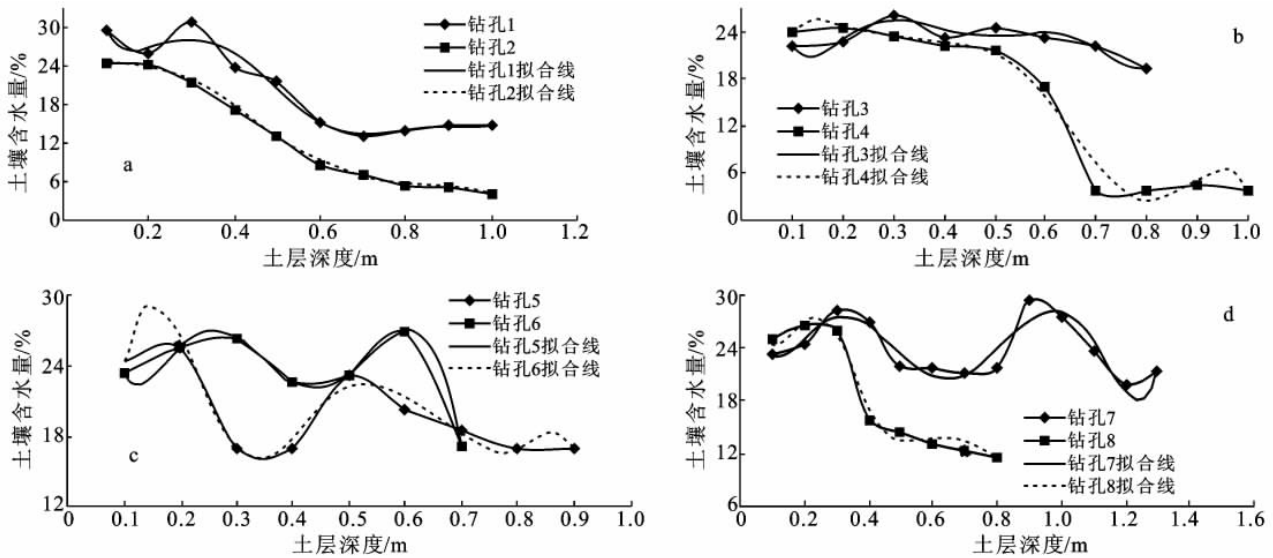 a
30
24
18
12
6
0
土壤含水量/%
钻孔1
钻孔2
钻孔1拟合线
钻孔2拟合线
0.2
0.4
0.6
0.8
1.0
1.2
土层深度/m
b
24
18
12
6
0
土壤含水量/%
钻孔3
钻孔4
钻孔3拟合线
钻孔4拟合线
0.1 0.2 0.3 0.4 0.5 0.6 0.7 0.8 0.9 1.0
土层深度/m
c
30
24
18
12
土壤含水量/%
钻孔5
钻孔6
钻孔5拟合线
钻孔6拟合线
0 0.1 0.2 0.3 0.4 0.5 0.6 0.7 0.8 0.9 1.0
土层深度/m
d
30
24
18
12
6
土壤含水量/%
钻孔7
钻孔8
钻孔7拟合线
钻孔8拟合线
0 0.2 0.4 0.6 0.8 1.0 1.2 1.4 1.6
土层深度/m